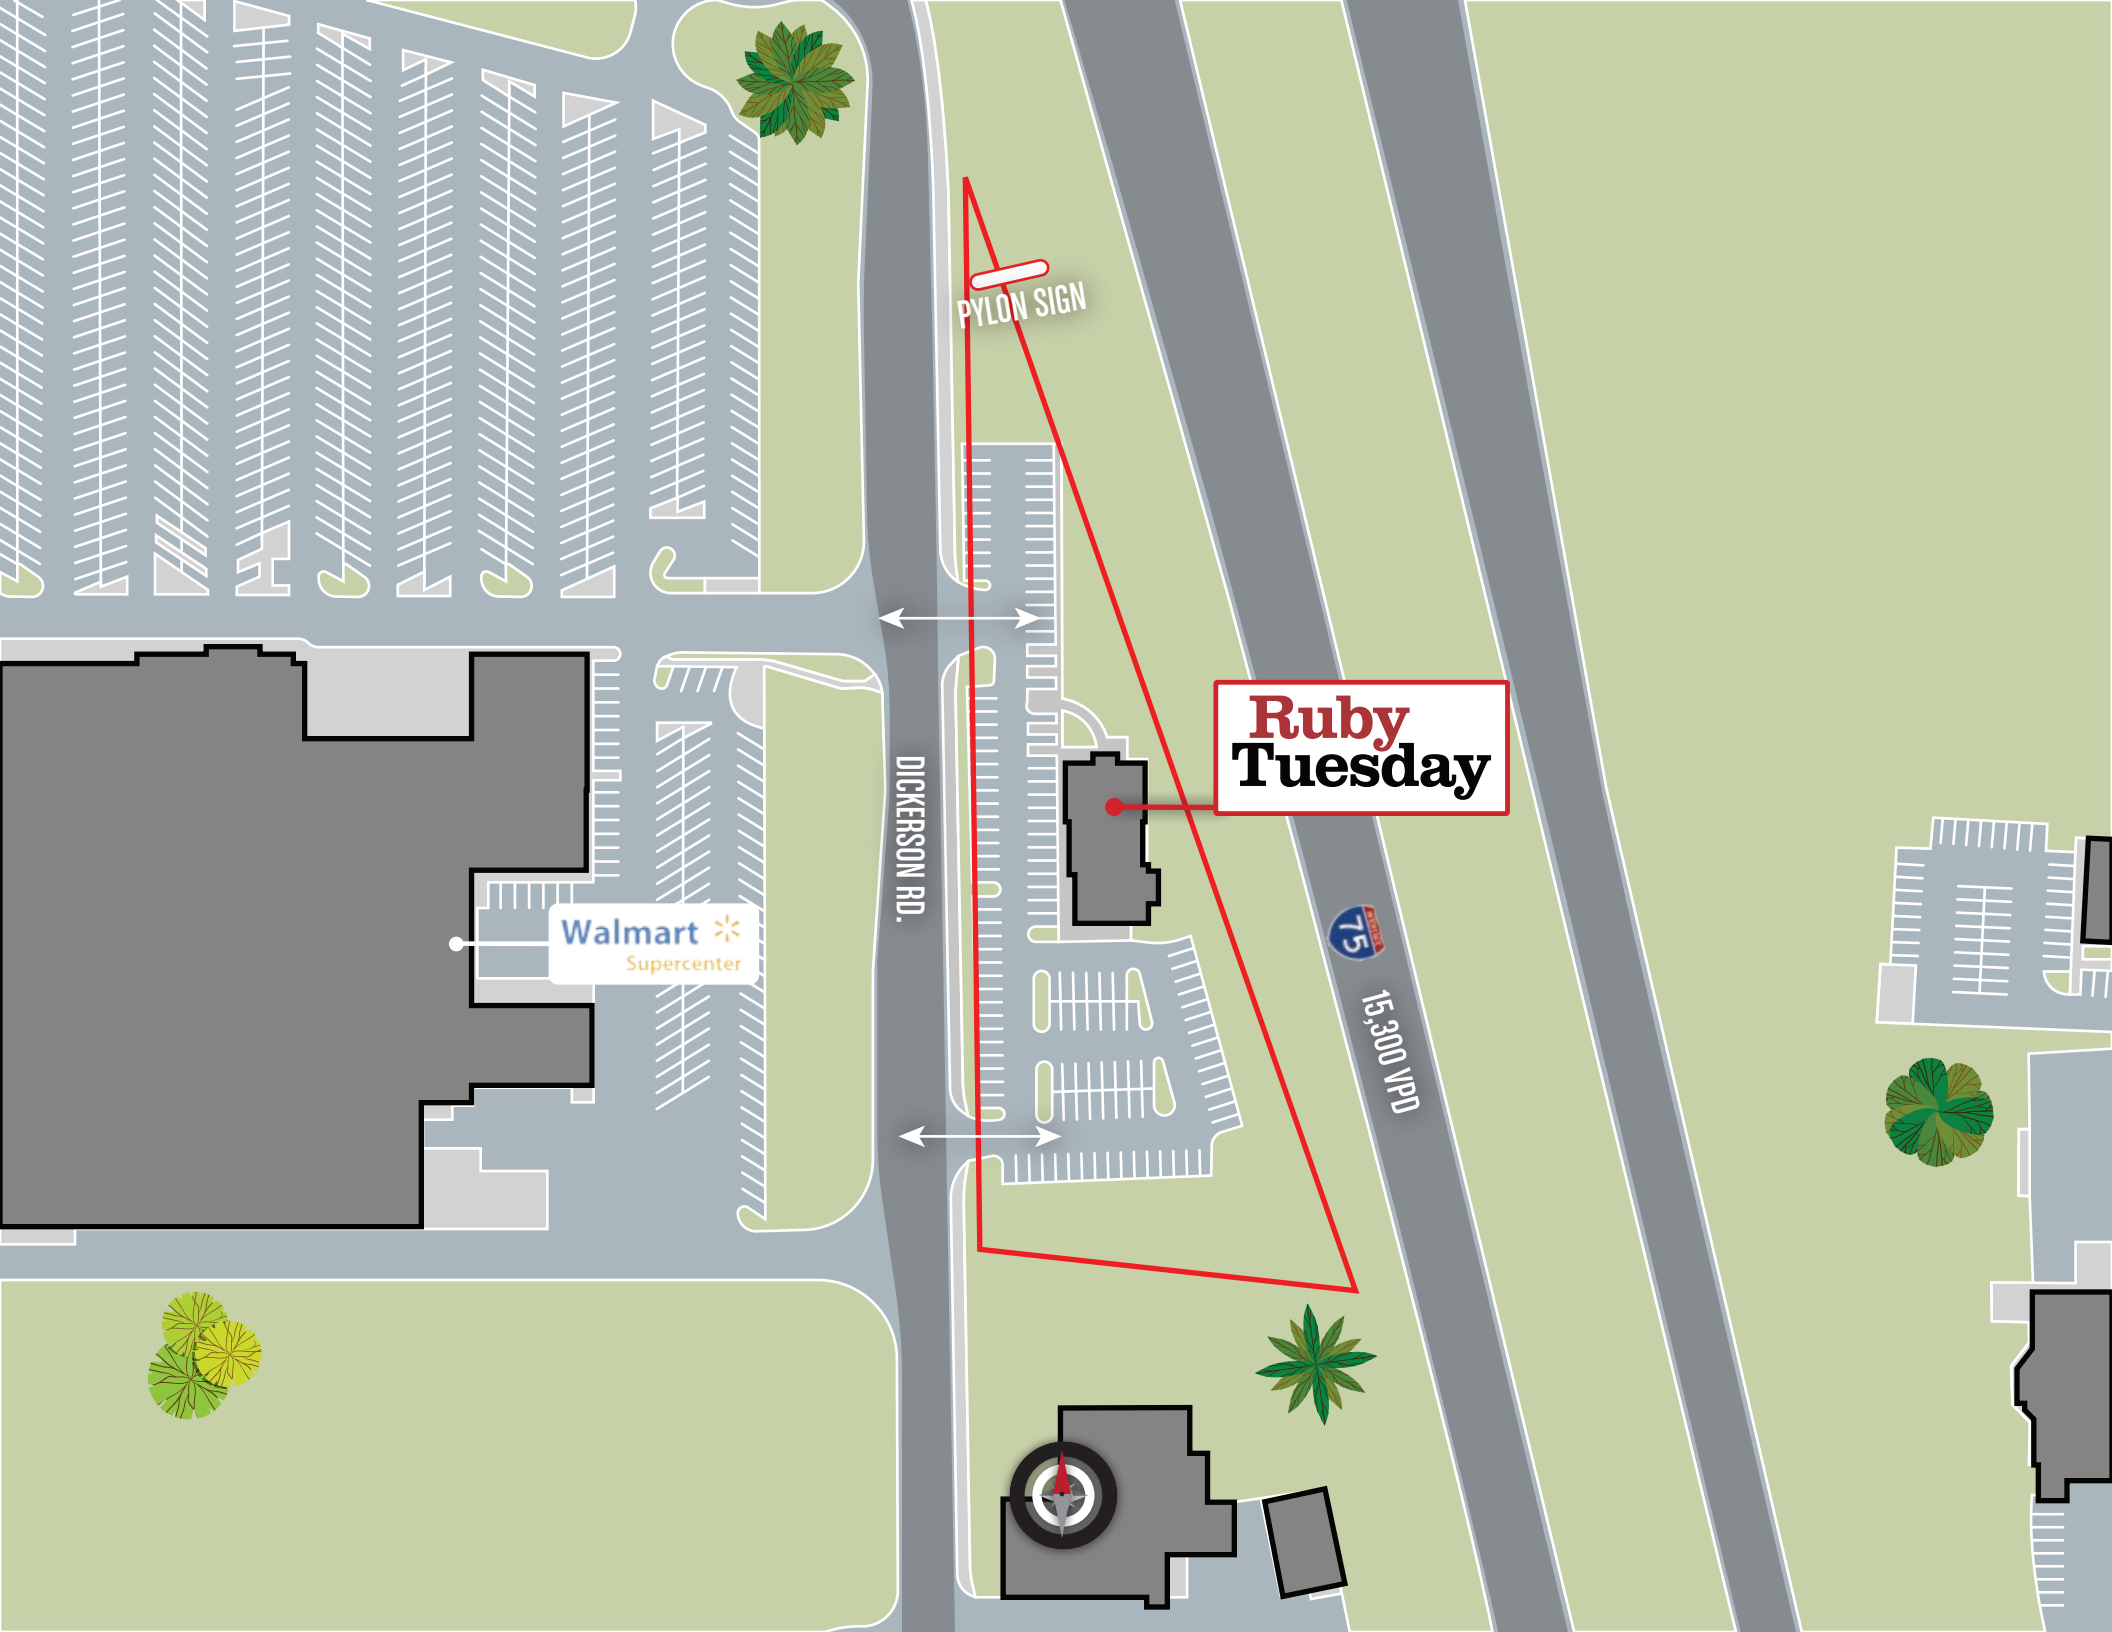 PYLON SIGN
Ruby
Tuesday
DICKERSON RD.
Walmart
Supercenter
75
15,300 VPD